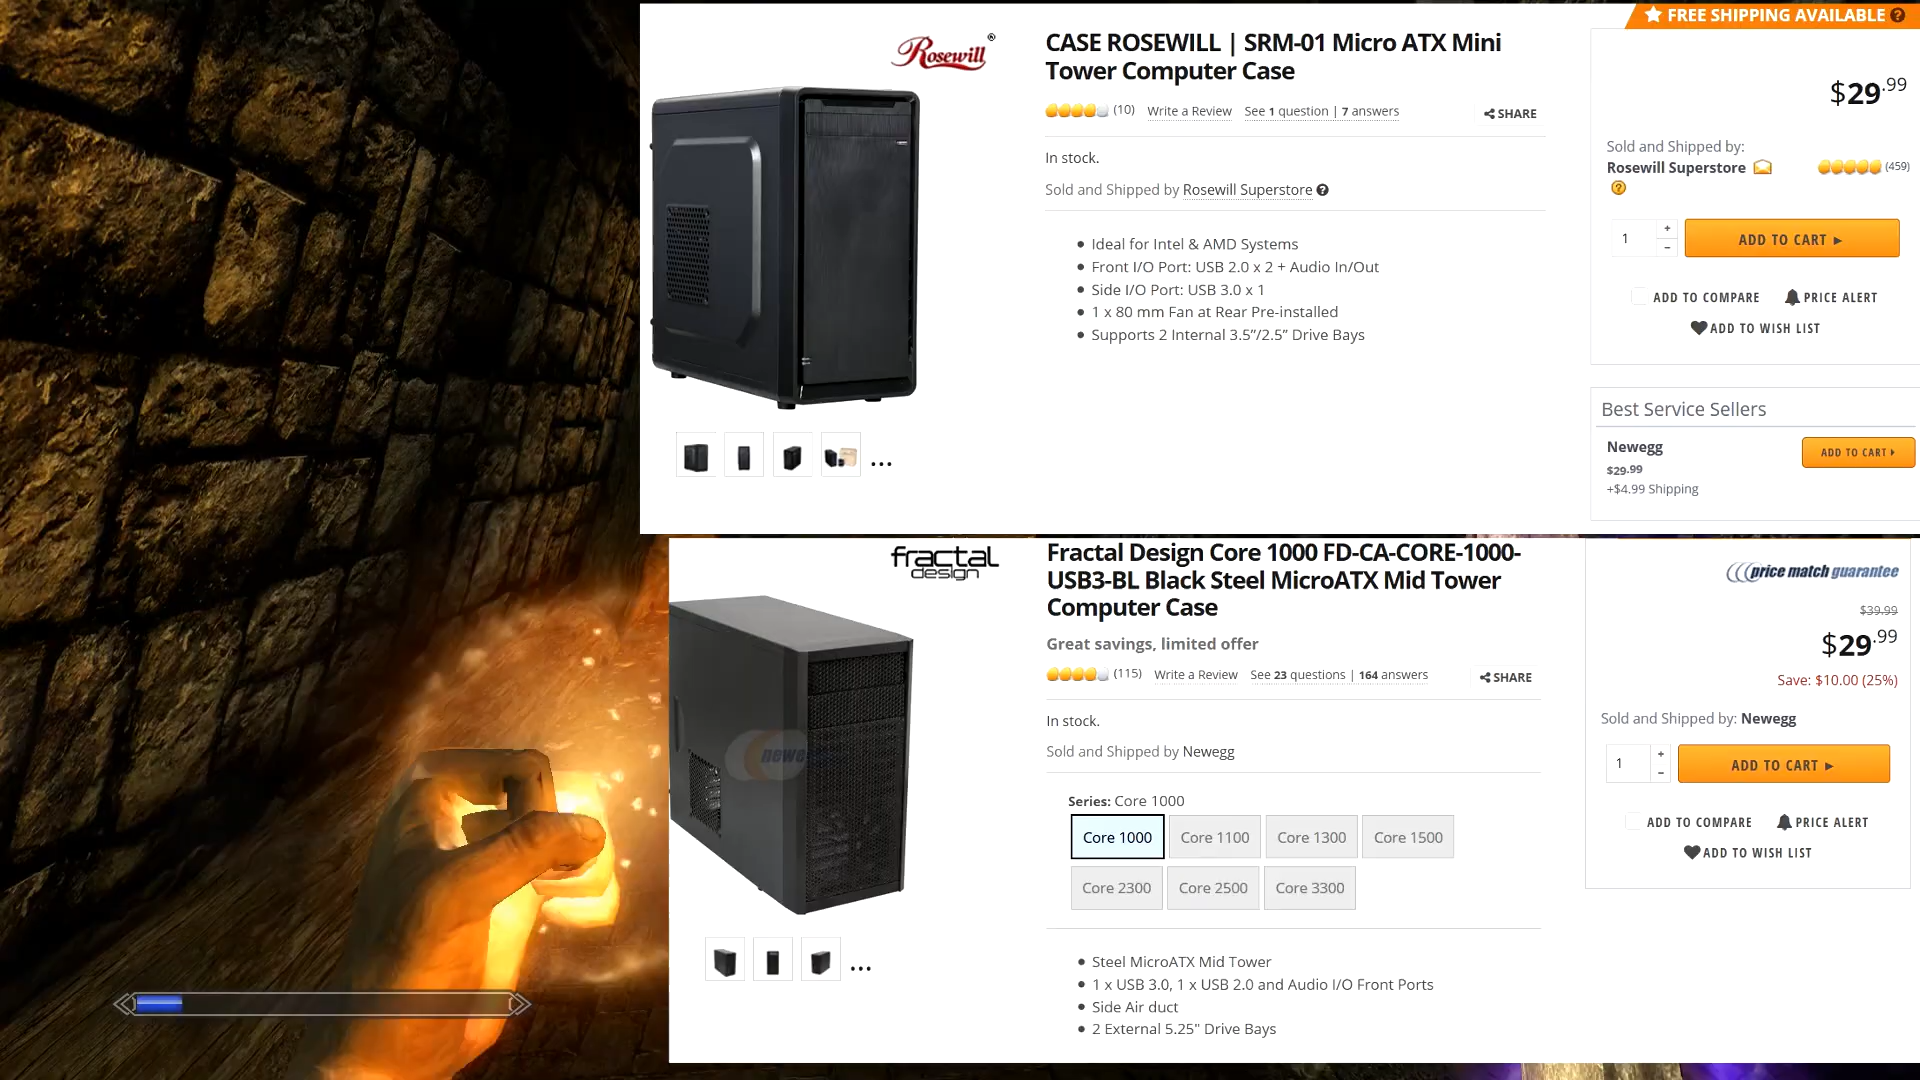 FREE SHIPPING AVAILABLE ?
Rosewill ®
CASE ROSEWILL | SRM-01 Micro ATX Mini
Tower Computer Case
(10) Write a Review See 1 question | 7 answers
SHARE
In stock.
Sold and Shipped by Rosewill Superstore ?
• Ideal for Intel & AMD Systems
• Front I/O Port: USB 2.0 x 2 + Audio In/Out
• Side I/O Port: USB 3.0 x 1
• 1 x 80 mm Fan at Rear Pre-installed
• Supports 2 Internal 3.5”/2.5” Drive Bays
...
$29.99
Sold and Shipped by:
Rosewill Superstore (459)
?
1 + -
ADD TO CART ▸
ADD TO COMPARE PRICE ALERT
ADD TO WISH LIST
Best Service Sellers
Newegg
$29.99
+$4.99 Shipping
ADD TO CART ▸
fractal
design
Fractal Design Core 1000 FD-CA-CORE-1000-
USB3-BL Black Steel MicroATX Mid Tower
Computer Case
Great savings, limited offer
(115) Write a Review See 23 questions | 164 answers
SHARE
In stock.
Sold and Shipped by Newegg
Series: Core 1000
Core 1000 Core 1100 Core 1300 Core 1500
Core 2300 Core 2500 Core 3300
• Steel MicroATX Mid Tower
• 1 x USB 3.0, 1 x USB 2.0 and Audio I/O Front Ports
• Side Air duct
• 2 External 5.25" Drive Bays
...
price match guarantee
$39.99
$29.99
Save: $10.00 (25%)
Sold and Shipped by: Newegg
1 + -
ADD TO CART ▸
ADD TO COMPARE PRICE ALERT
ADD TO WISH LIST